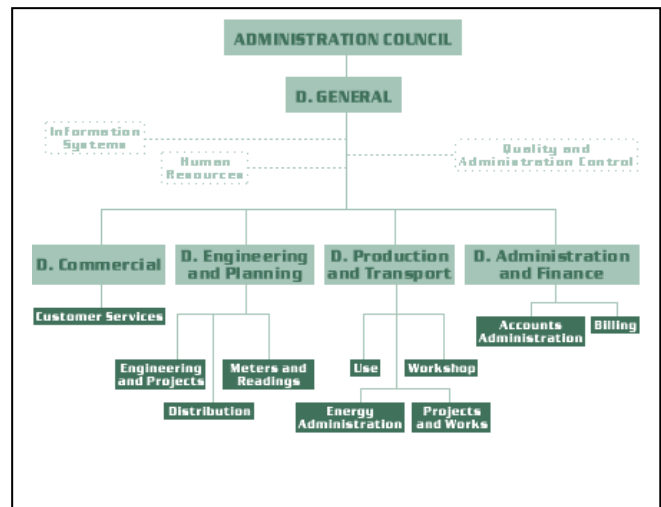 ADMINISTRATION COUNCIL
D. GENERAL
Information
Systems
Human
Resources
Quality and
Administration Control
D. Commercial
D. Engineering
and Planning
D. Production
and Transport
D. Administration
and Finance
Customer Services
Accounts
Administration
Billing
Engineering
and Projects
Meters and
Readings
Use
Workshop
Distribution
Energy
Administration
Projects
and Works